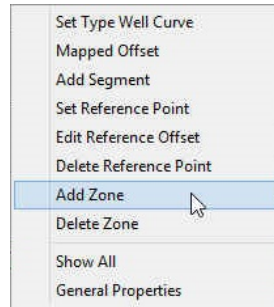 Set Type Well Curve
Mapped Offset
Add Segment
Set Reference Point
Edit Reference Offset
Delete Reference Point
Add Zone
Delete Zone
Show All
General Properties